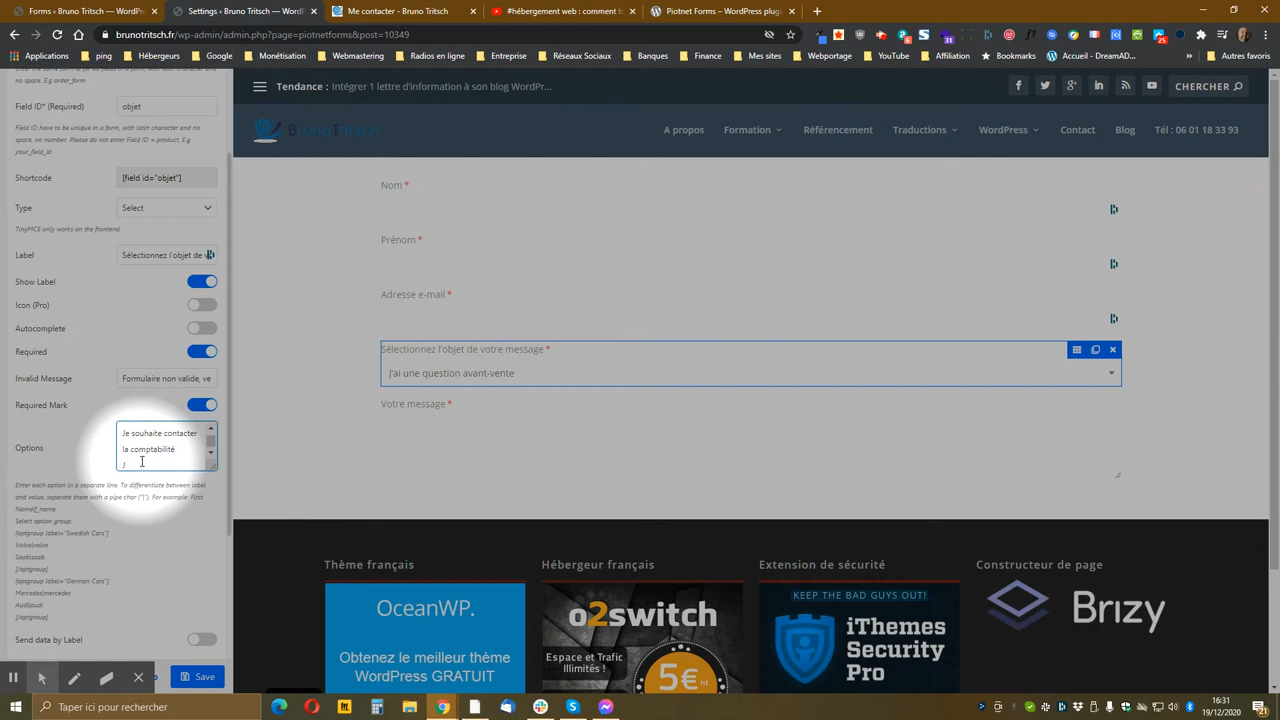 Forms ‹ brunotritsch.fr — WordPr
Settings ‹ brunotritsch.fr — Word
Me contacter
#hébergement web : comment
Piotnet Forms – WordPress plug
brunotritsch.fr/wp-admin/admin.php?page=piotnetforms&post=10349
Applications
ping
Hébergeurs
Google
Monétisation
Webmastering
Radios en ligne
Entreprise
Réseaux Sociaux
Banques
Finance
Musiques
Webportage
Affiliation
Bookmarks
Accueil – DreamAD...
Autres favoris
no space. E.g order_form
Field ID* (Required)
objet
Field ID have to be unique in a form, with latin character and no
space, no number. Please do not enter Field ID = product. E.g
your_field_id
Shortcode
[field id="objet"]
Type
Select
TinyMCE only works on the frontend.
Label
Sélectionnez l'objet de v
Show Label
Icon (Pro)
Autocomplete
Required
Invalid Message
Formulaire non valide, ve
Required Mark
Options
Je souhaite contacter
la comptabilité
J
Enter each option in a separate line. To differentiate between label
and value, separate them with a pipe char ("|"). For example: First
Name|f_name.
Select option group:
[optgroup label="Swedish Cars"]
Volvo|volvo
Saab|saab
[/optgroup]
[optgroup label="German Cars"]
Mercedes|mercedes
Audi|audi
[/optgroup]
Send data by Label
Save
Tendance :
Intégrer 1 lettre d'information à son blog WordPr...
CHERCHER
BrunoTritsch
A propos
Formation
Référencement
Traductions
WordPress
Contact
Blog
Tél : 06 01 18 33 93
Nom *
Prénom *
Adresse e-mail *
Sélectionnez l'objet de votre message *
J'ai une question avant-vente
Votre message *
Thème français
Hébergeur français
Extension de sécurité
Constructeur de page
OceanWP.
Obtenez le meilleur thème
WordPress GRATUIT
o2switch
Espace et Trafic
Illimités !
5€ ht
KEEP THE BAD GUYS OUT!
iThemes
Security
Pro
Brizy
Taper ici pour rechercher
16:31
19/12/2020